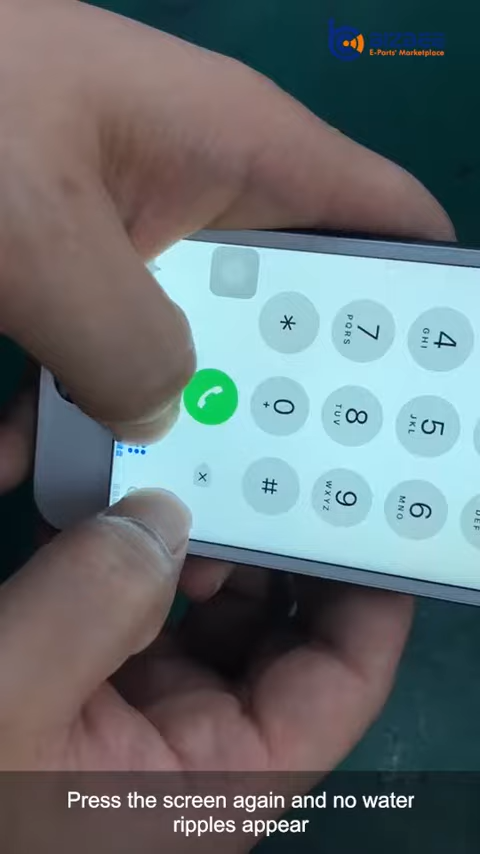 E-Parts' Marketplace
4
GHI
7
PQRS
*
5
JKL
8
TUV
0
+
6
MNO
9
WXYZ
#
DEF
Press the screen again and no water
ripples appear